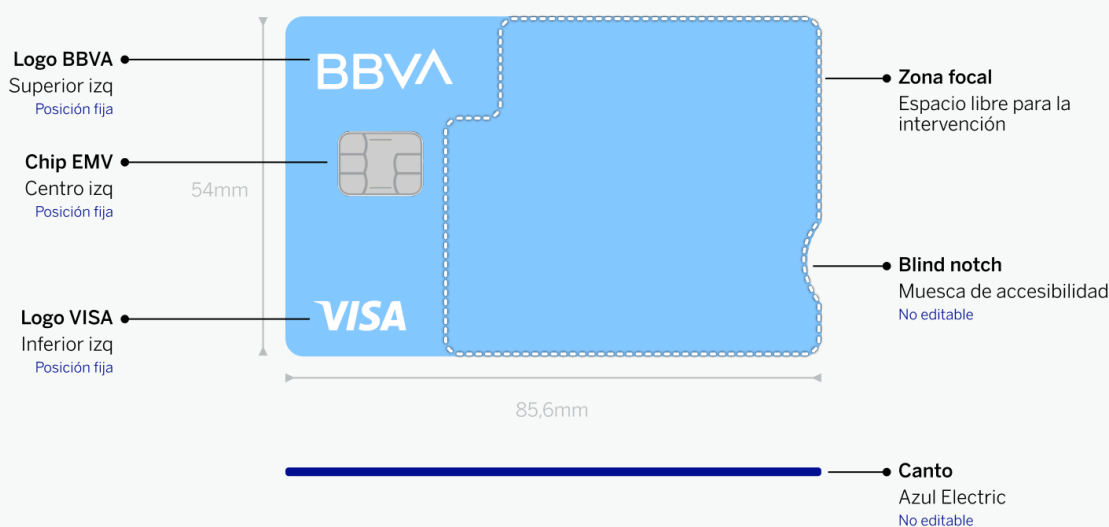 Logo BBVA
Superior izq
Posición fija
Chip EMV
Centro izq
Posición fija
Logo VISA
Inferior izq
Posición fija
54mm
BBVA
VISA
85,6mm
Zona focal
Espacio libre para la
intervención
Blind notch
Muesca de accesibilidad
No editable
Canto
Azul Electric
No editable